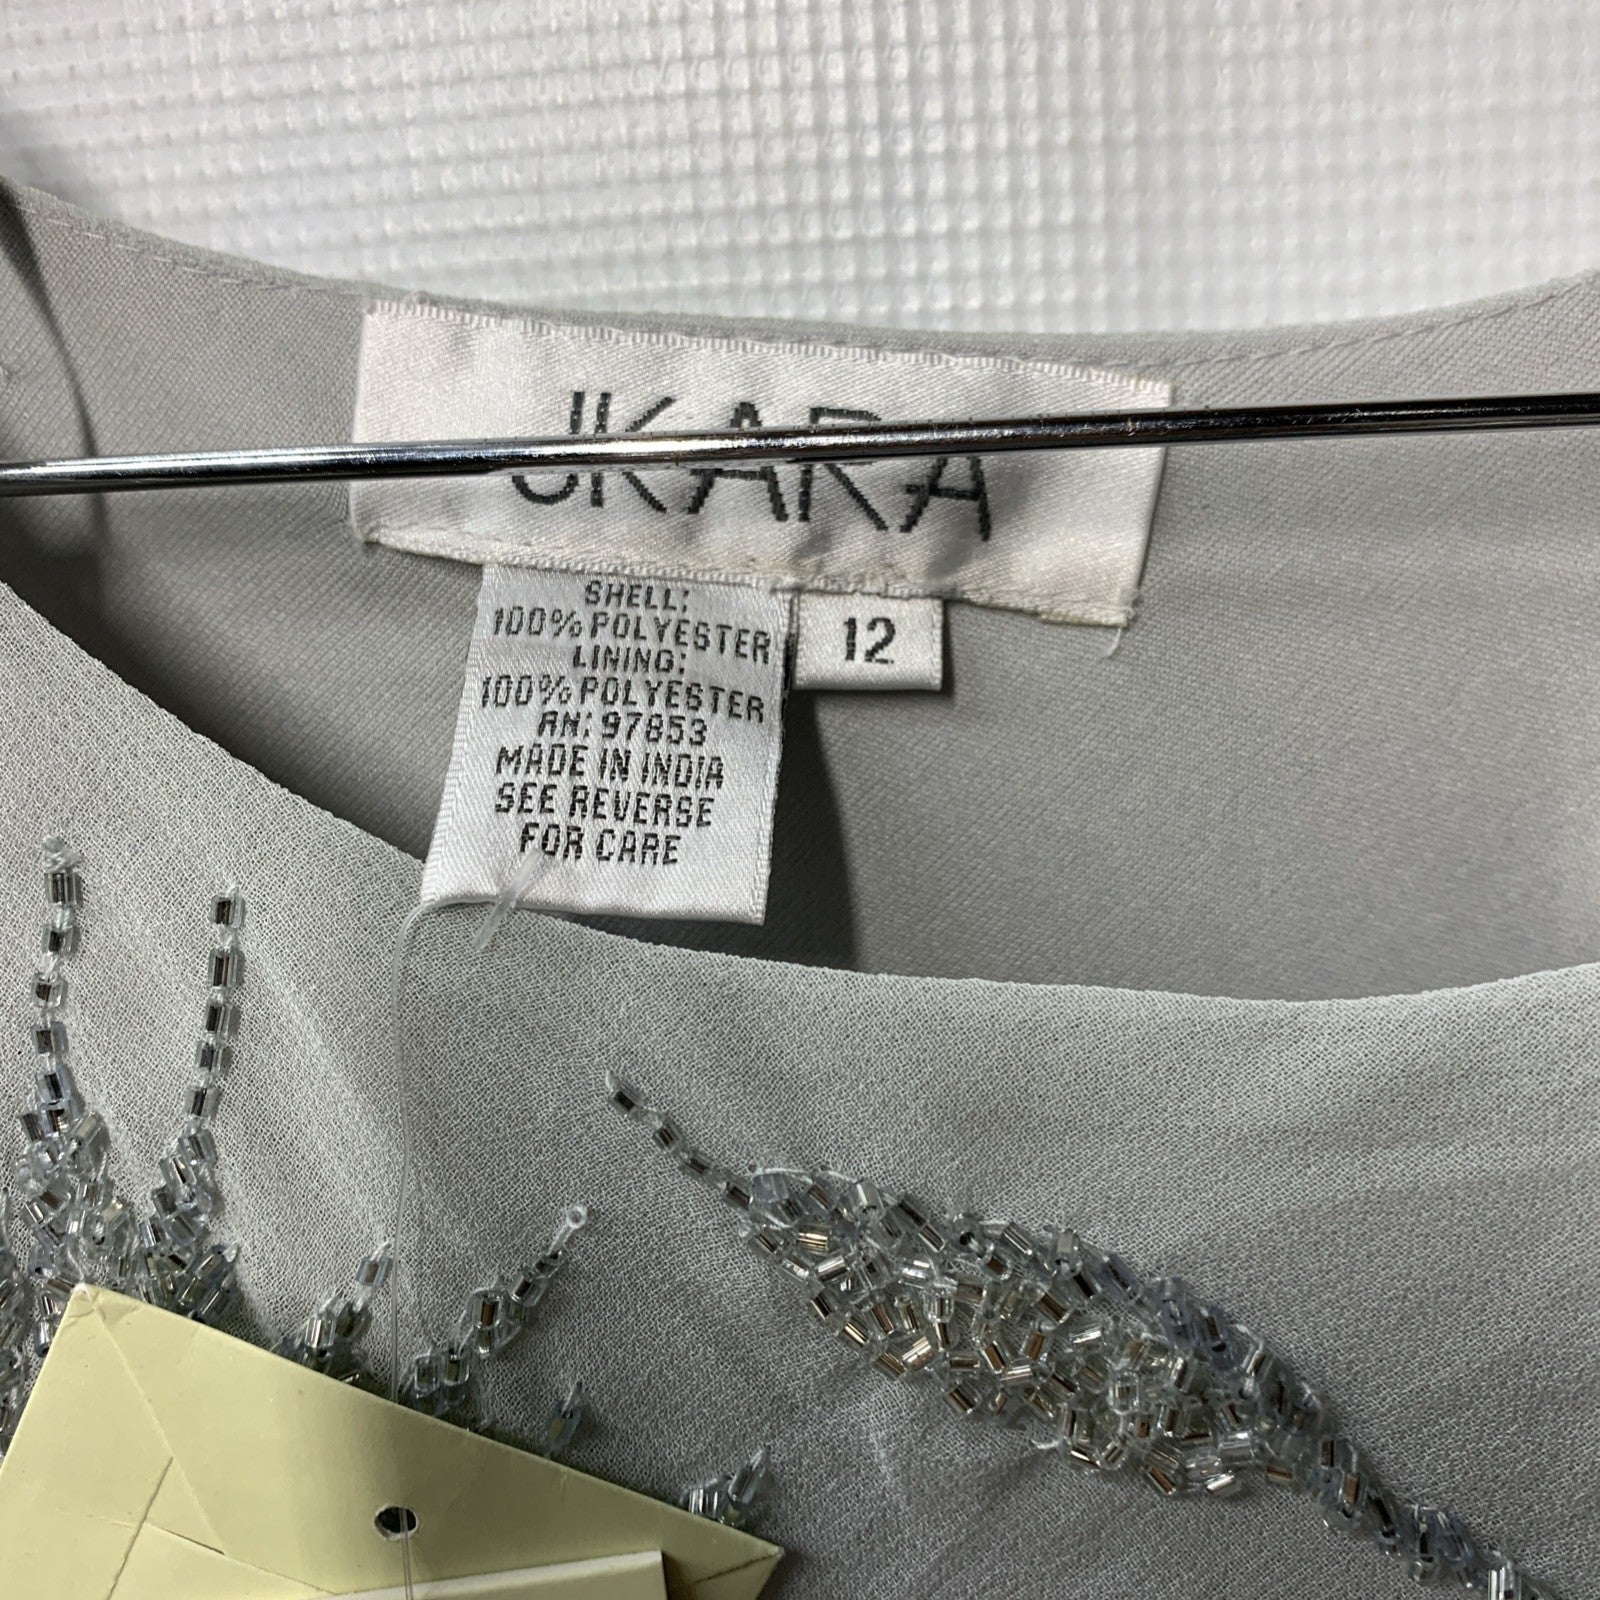 JKARA
SHELL:
100% POLYESTER
LINING:
100% POLYESTER
RN: 97853
MADE IN INDIA
SEE REVERSE
FOR CARE
12